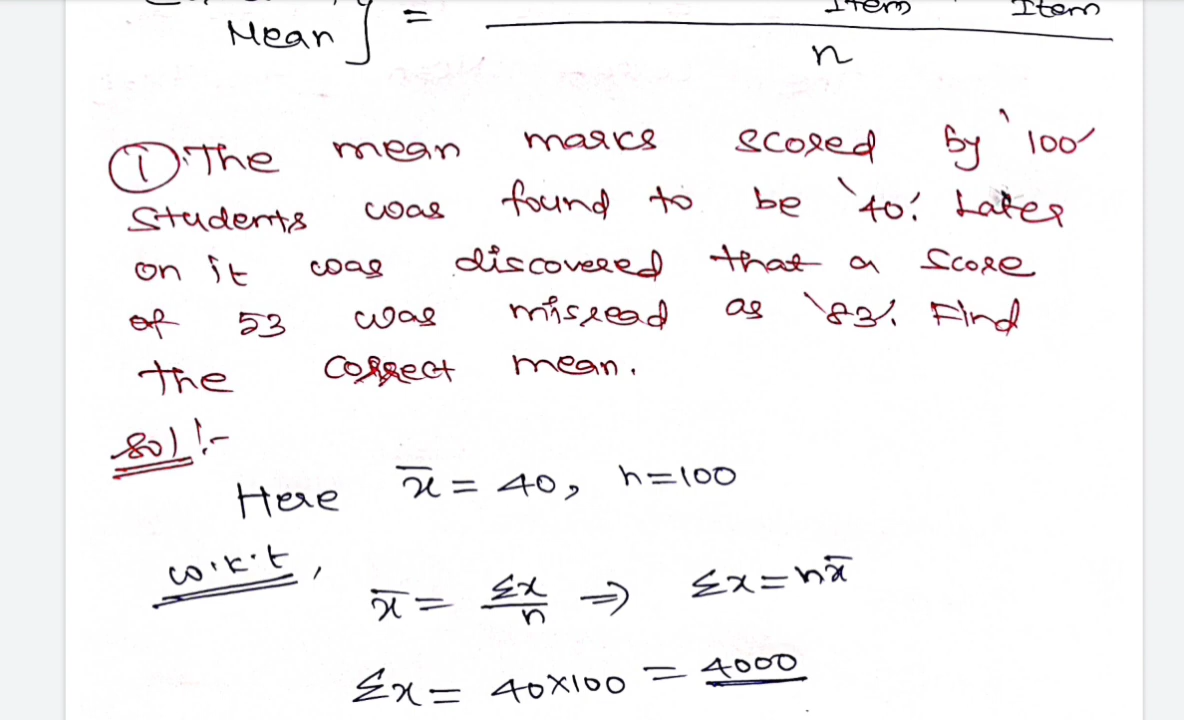 Item Item
Mean } =
n
① The mean marks scored by '100'
Students was found to be '40'. Later
on it was discovered that a Score
of 53 was misread as '83'. Find
the correct mean.
Sol:-
Here x̄ = 40, n=100
w.k.t,
x̄ = Σx/n ⇒ Σx = nx̄
Σx = 40×100 = 4000